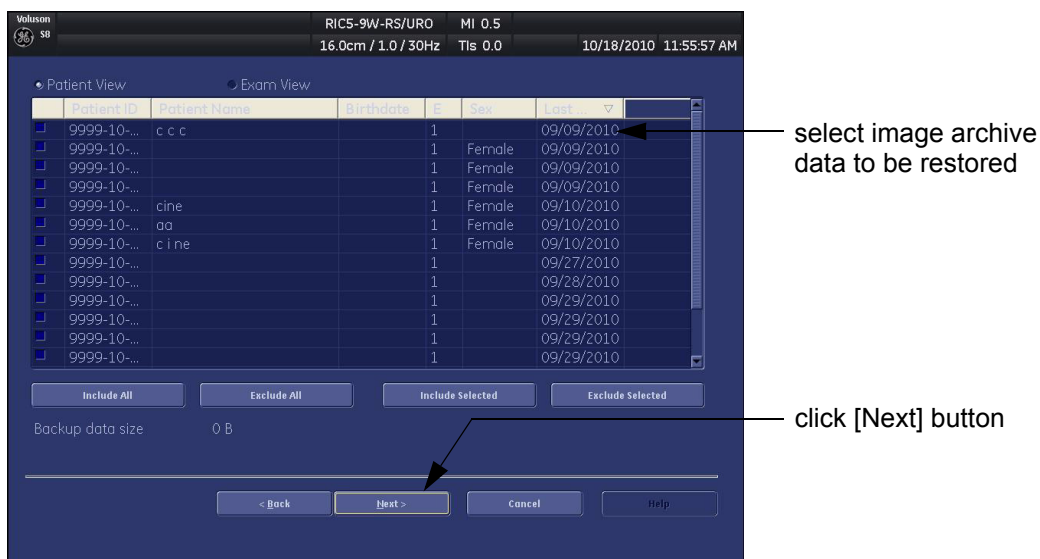 Voluson
S8
RIC5-9W-RS/URO MI 0.5
16.0cm / 1.0 / 30Hz TIs 0.0 10/18/2010 11:55:57 AM
Patient View Exam View
Patient ID Patient Name Birthdate E Sex Last ...
9999-10-... c c c 1 09/09/2010
9999-10-... 1 Female 09/09/2010
9999-10-... 1 Female 09/09/2010
9999-10-... 1 Female 09/09/2010
9999-10-... cine 1 Female 09/10/2010
9999-10-... aa 1 Female 09/10/2010
9999-10-... c i ne 1 Female 09/10/2010
9999-10-... 1 09/27/2010
9999-10-... 1 09/28/2010
9999-10-... 1 09/29/2010
9999-10-... 1 09/29/2010
9999-10-... 1 09/29/2010
9999-10-... 1 09/29/2010
select image archive
data to be restored
Include All Exclude All Include Selected Exclude Selected
Backup data size 0 B
click [Next] button
< Back Next > Cancel Help